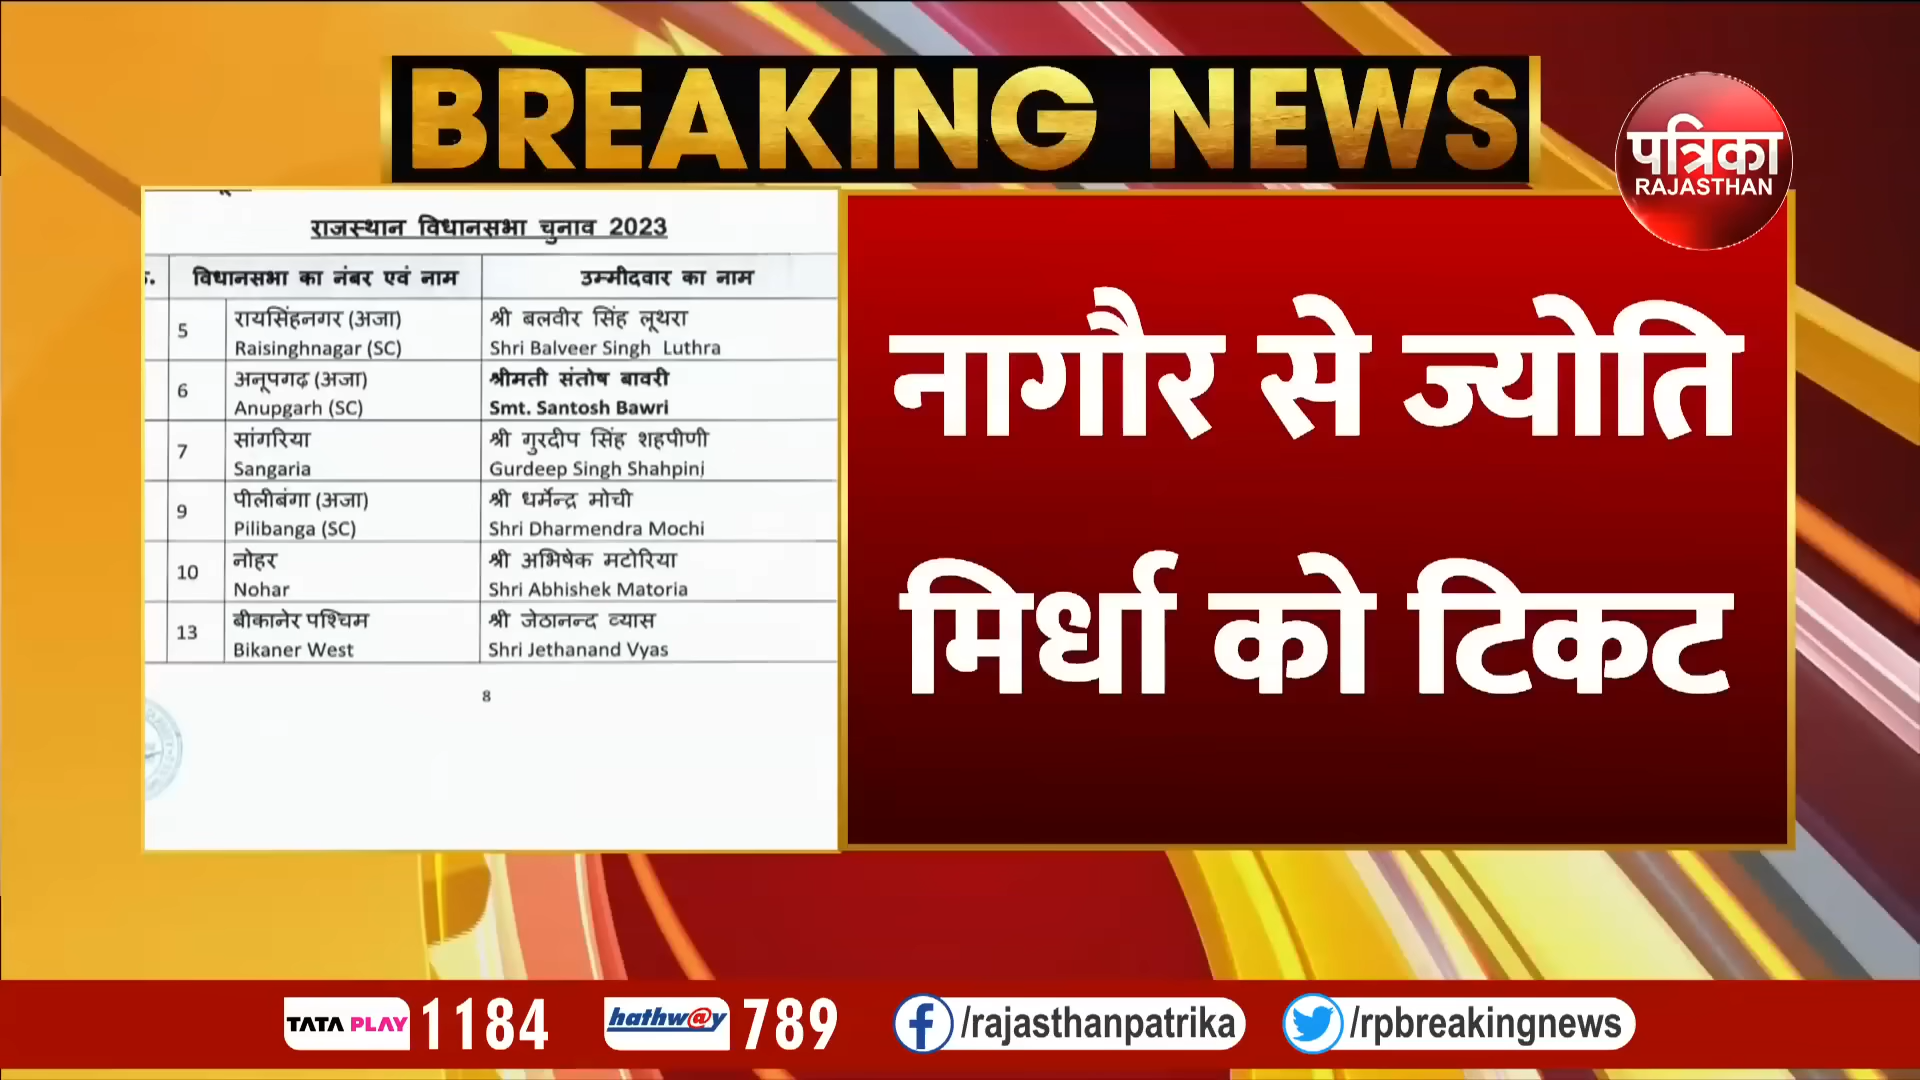 BREAKING NEWS
पत्रिका
RAJASTHAN
राजस्थान विधानसभा चुनाव 2023
विधानसभा का नंबर एवं नाम उम्मीदवार का नाम
5 रायसिंहनगर (अजा) श्री बलवीर सिंह लूथरा
Raisinghnagar (SC) Shri Balveer Singh Luthra
6 अनूपगढ़ (अजा) श्रीमती संतोष बावरी
Anupgarh (SC) Smt. Santosh Bawri
7 सांगरिया श्री गुरदीप सिंह शहपीणी
Sangaria Gurdeep Singh Shahpini
9 पीलीबंगा (अजा) श्री धर्मेन्द्र मोची
Pilibanga (SC) Shri Dharmendra Mochi
10 नोहर श्री अभिषेक मटोरिया
Nohar Shri Abhishek Matoria
13 बीकानेर पश्चिम श्री जेठानन्द व्यास
Bikaner West Shri Jethanand Vyas
8
नागौर से ज्योति
मिर्धा को टिकट
TATA PLAY 1184 hathw@y 789 /rajasthanpatrika /rpbreakingnews